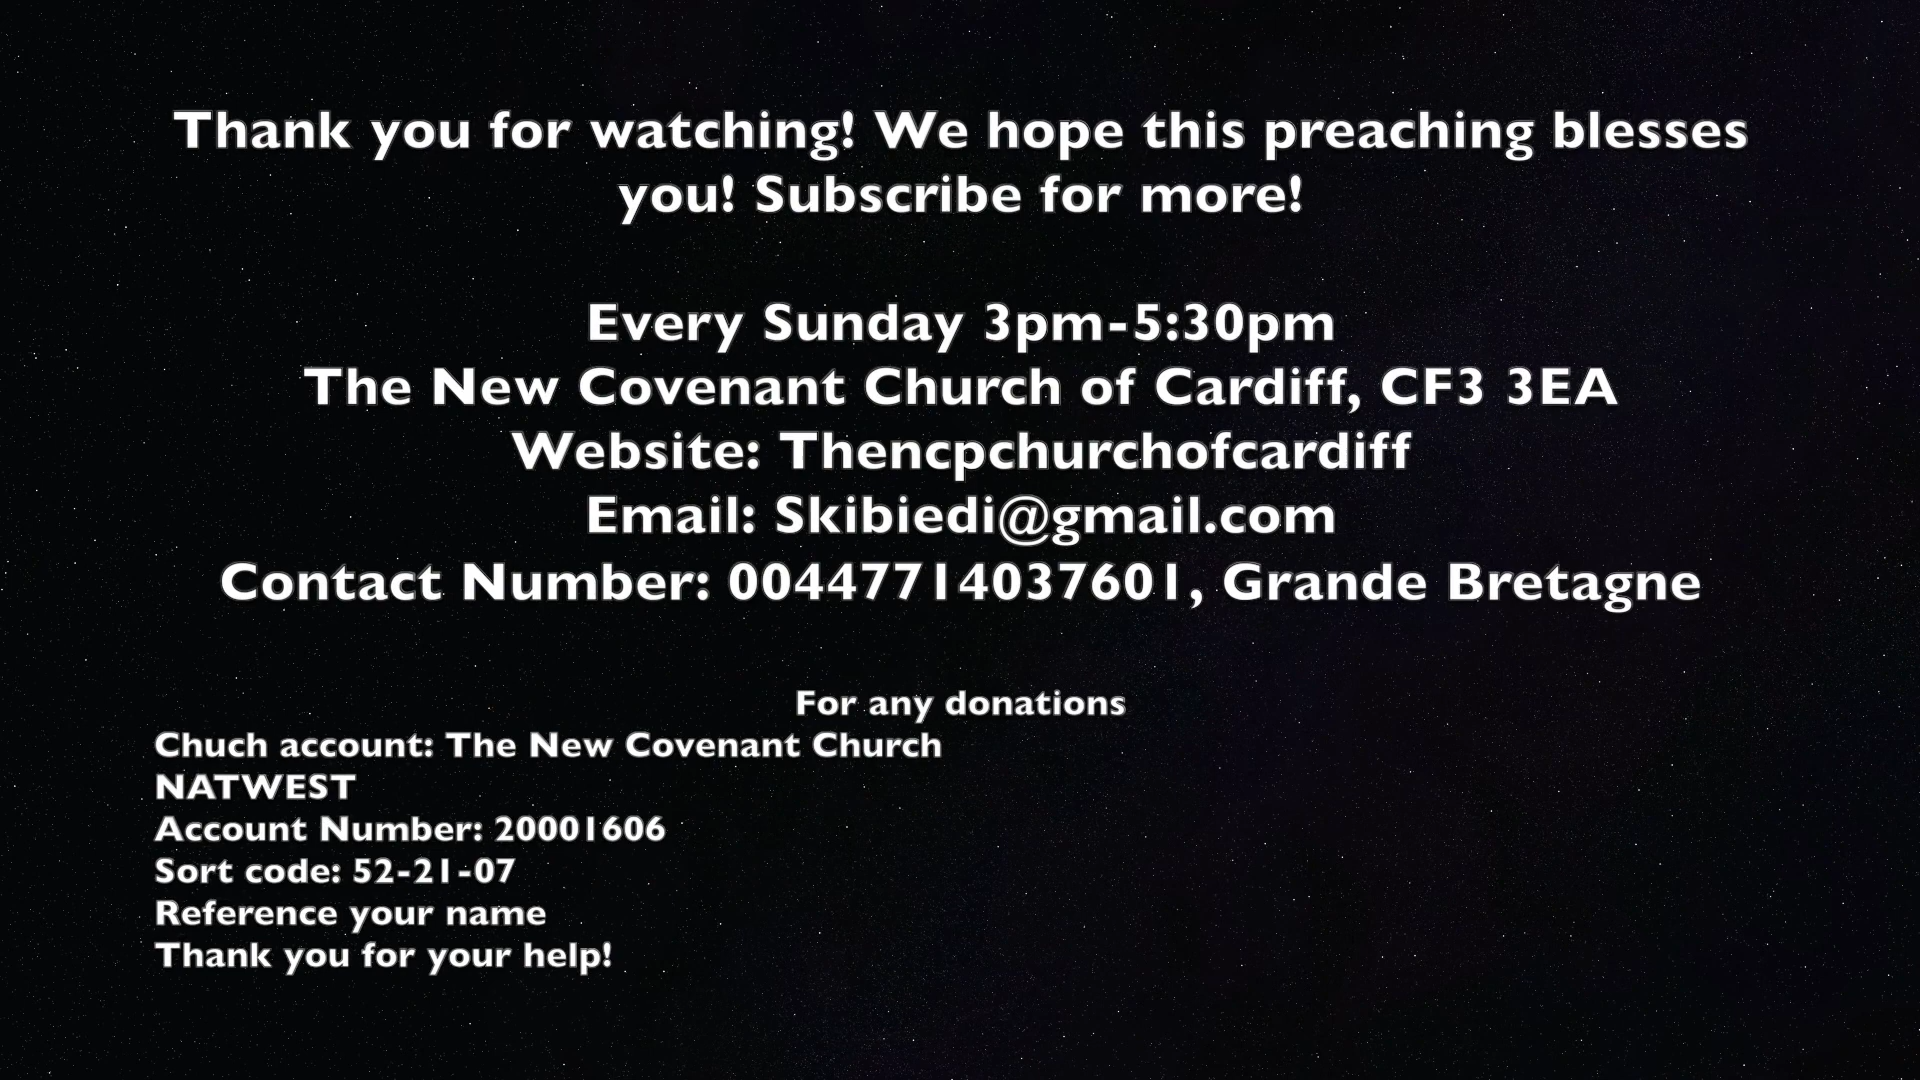 Thank you for watching! We hope this preaching blesses
you! Subscribe for more!
Every Sunday 3pm-5:30pm
The New Covenant Church of Cardiff, CF3 3EA
Website: Thencpchurchofcardiff
Email: Skibiedi@gmail.com
Contact Number: 00447714037601, Grande Bretagne
For any donations
Chuch account: The New Covenant Church
NATWEST
Account Number: 20001606
Sort code: 52-21-07
Reference your name
Thank you for your help!